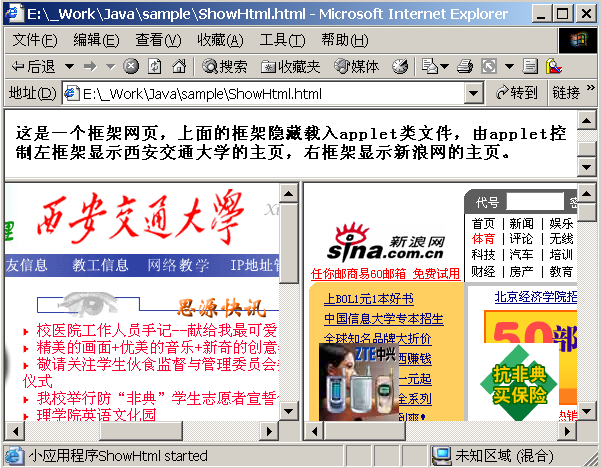 E:\_Work\Java\sample\ShowHtml.html - Microsoft Internet Explorer
文件(F) 编辑(E) 查看(V) 收藏(A) 工具(T) 帮助(H)
后退 搜索 收藏夹 媒体
地址(D) E:\_Work\Java\sample\ShowHtml.html 转到 链接 »
这是一个框架网页，上面的框架隐藏载入applet类文件，由applet控
制左框架显示西安交通大学的主页，右框架显示新浪网的主页。
西安交通大学
友信息 教工信息 网络教学 IP地址管
思源快讯
校医院工作人员手记--献给我最可爱
精美的画面+优美的音乐+新奇的创意
敬请关注学生伙食监督与管理委员会
仪式
我校举行防“非典”学生志愿者宣誓
理学院英语文化园
代号
新浪网
sina.com.cn
首页 | 新闻 | 娱乐
体育 | 评论 | 无线
科技 | 汽车 | 培训
财经 | 房产 | 教育
任你邮商易60邮箱 免费试用
上BOLI元1本好书
中国信息大学专本招生
全球知名品牌大折价
西赚钱
一元起
全系列
到爽!
ZTE中兴
北京经济学院招
50部
抗非典
买保险
热销
小应用程序ShowHtml started
未知区域 (混合)